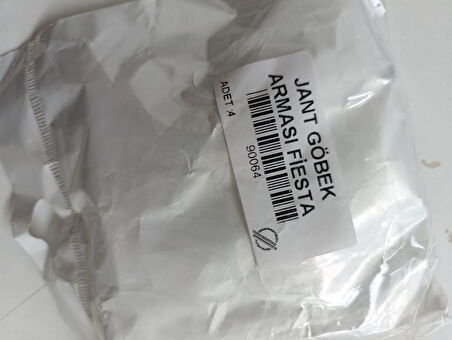 JANT GÖBEK
ARMASI FİESTA
90064
ADET :4